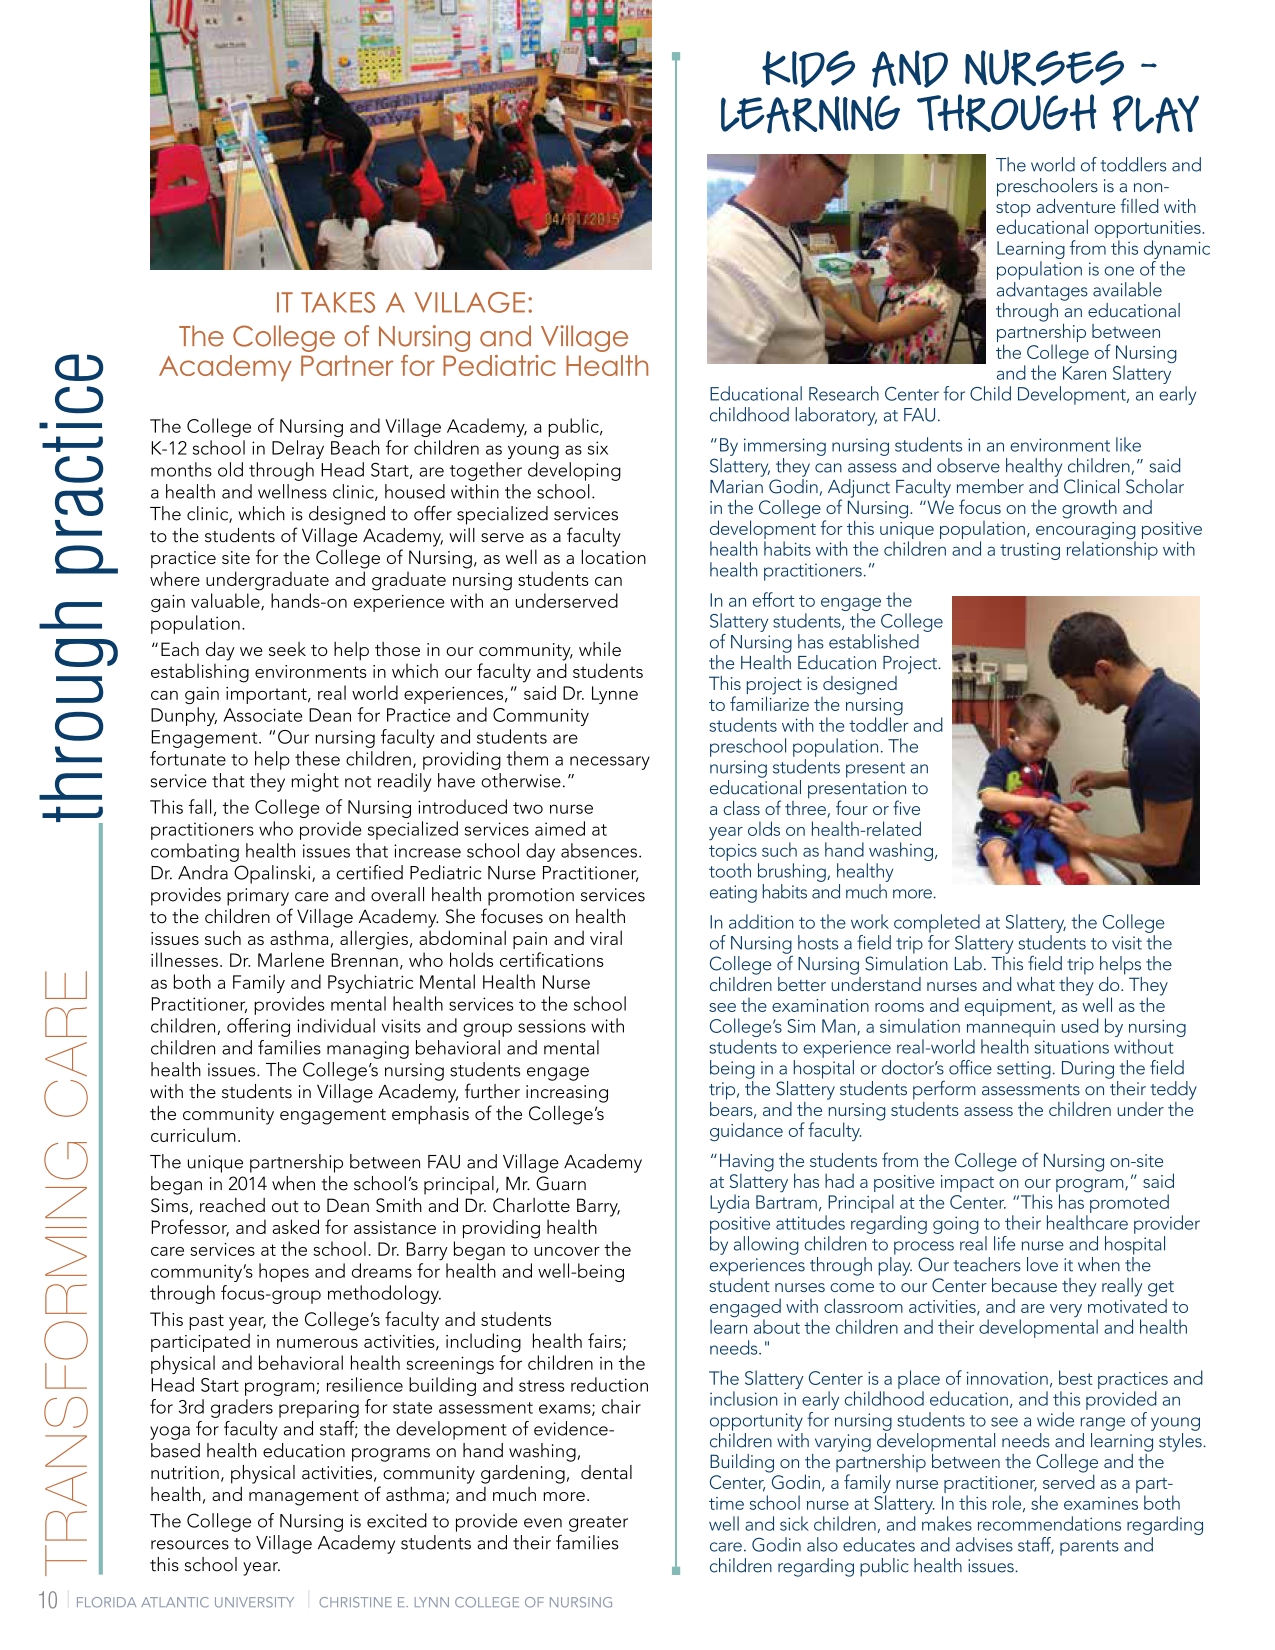 through practice
TRANSFORMING CARE
04/01/2015
IT TAKES A VILLAGE:
The College of Nursing and Village
Academy Partner for Pediatric Health
The College of Nursing and Village Academy, a public,
K-12 school in Delray Beach for children as young as six
months old through Head Start, are together developing
a health and wellness clinic, housed within the school.
The clinic, which is designed to offer specialized services
to the students of Village Academy, will serve as a faculty
practice site for the College of Nursing, as well as a location
where undergraduate and graduate nursing students can
gain valuable, hands-on experience with an underserved
population.
“Each day we seek to help those in our community, while
establishing environments in which our faculty and students
can gain important, real world experiences,” said Dr. Lynne
Dunphy, Associate Dean for Practice and Community
Engagement. “Our nursing faculty and students are
fortunate to help these children, providing them a necessary
service that they might not readily have otherwise.”
This fall, the College of Nursing introduced two nurse
practitioners who provide specialized services aimed at
combating health issues that increase school day absences.
Dr. Andra Opalinski, a certified Pediatric Nurse Practitioner,
provides primary care and overall health promotion services
to the children of Village Academy. She focuses on health
issues such as asthma, allergies, abdominal pain and viral
illnesses. Dr. Marlene Brennan, who holds certifications
as both a Family and Psychiatric Mental Health Nurse
Practitioner, provides mental health services to the school
children, offering individual visits and group sessions with
children and families managing behavioral and mental
health issues. The College’s nursing students engage
with the students in Village Academy, further increasing
the community engagement emphasis of the College’s
curriculum.
The unique partnership between FAU and Village Academy
began in 2014 when the school’s principal, Mr. Guarn
Sims, reached out to Dean Smith and Dr. Charlotte Barry,
Professor, and asked for assistance in providing health
care services at the school. Dr. Barry began to uncover the
community’s hopes and dreams for health and well-being
through focus-group methodology.
This past year, the College’s faculty and students
participated in numerous activities, including health fairs;
physical and behavioral health screenings for children in the
Head Start program; resilience building and stress reduction
for 3rd graders preparing for state assessment exams; chair
yoga for faculty and staff; the development of evidence-
based health education programs on hand washing,
nutrition, physical activities, community gardening, dental
health, and management of asthma; and much more.
The College of Nursing is excited to provide even greater
resources to Village Academy students and their families
this school year.
KIDS AND NURSES -
LEARNING THROUGH PLAY
The world of toddlers and
preschoolers is a non-
stop adventure filled with
educational opportunities.
Learning from this dynamic
population is one of the
advantages available
through an educational
partnership between
the College of Nursing
and the Karen Slattery
Educational Research Center for Child Development, an early
childhood laboratory, at FAU.
“By immersing nursing students in an environment like
Slattery, they can assess and observe healthy children,” said
Marian Godin, Adjunct Faculty member and Clinical Scholar
in the College of Nursing. “We focus on the growth and
development for this unique population, encouraging positive
health habits with the children and a trusting relationship with
health practitioners.”
In an effort to engage the
Slattery students, the College
of Nursing has established
the Health Education Project.
This project is designed
to familiarize the nursing
students with the toddler and
preschool population. The
nursing students present an
educational presentation to
a class of three, four or five
year olds on health-related
topics such as hand washing,
tooth brushing, healthy
eating habits and much more.
In addition to the work completed at Slattery, the College
of Nursing hosts a field trip for Slattery students to visit the
College of Nursing Simulation Lab. This field trip helps the
children better understand nurses and what they do. They
see the examination rooms and equipment, as well as the
College’s Sim Man, a simulation mannequin used by nursing
students to experience real-world health situations without
being in a hospital or doctor’s office setting. During the field
trip, the Slattery students perform assessments on their teddy
bears, and the nursing students assess the children under the
guidance of faculty.
“Having the students from the College of Nursing on-site
at Slattery has had a positive impact on our program,” said
Lydia Bartram, Principal at the Center. “This has promoted
positive attitudes regarding going to their healthcare provider
by allowing children to process real life nurse and hospital
experiences through play. Our teachers love it when the
student nurses come to our Center because they really get
engaged with classroom activities, and are very motivated to
learn about the children and their developmental and health
needs."
The Slattery Center is a place of innovation, best practices and
inclusion in early childhood education, and this provided an
opportunity for nursing students to see a wide range of young
children with varying developmental needs and learning styles.
Building on the partnership between the College and the
Center, Godin, a family nurse practitioner, served as a part-
time school nurse at Slattery. In this role, she examines both
well and sick children, and makes recommendations regarding
care. Godin also educates and advises staff, parents and
children regarding public health issues.
10 FLORIDA ATLANTIC UNIVERSITY CHRISTINE E. LYNN COLLEGE OF NURSING